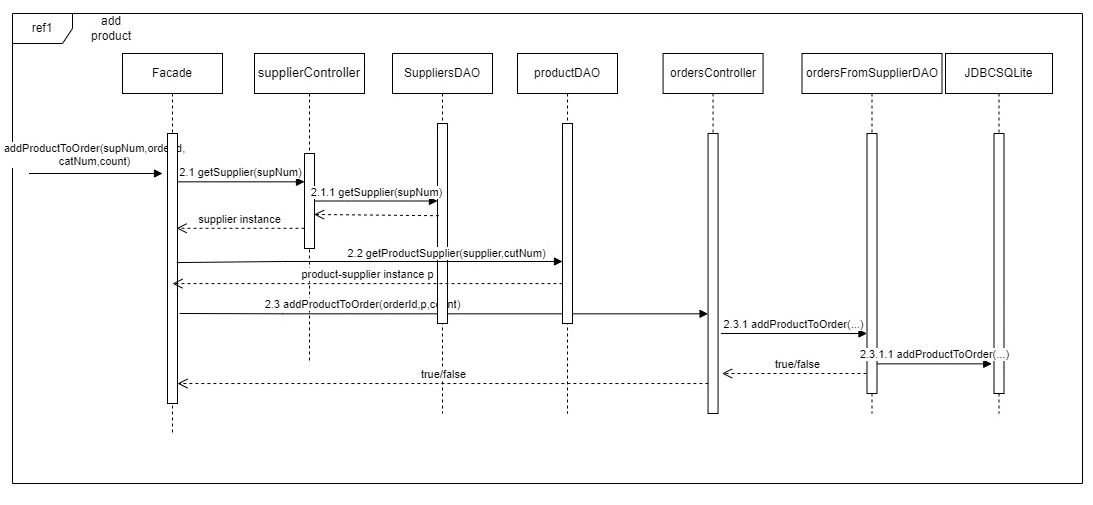 ref1
add
product
Facade
supplierController
SuppliersDAO
productDAO
ordersController
ordersFromSupplierDAO
JDBCSQLite
addProductToOrder(supNum,orderId,
catNum,count)
2.1 getSupplier(supNum)
2.1.1 getSupplier(supNum)
supplier instance
2.2 getProductSupplier(supplier,cutNum)
product-supplier instance p
2.3 addProductToOrder(orderId,p,count)
2.3.1 addProductToOrder(...)
2.3.1.1 addProductToOrder(...)
true/false
true/false